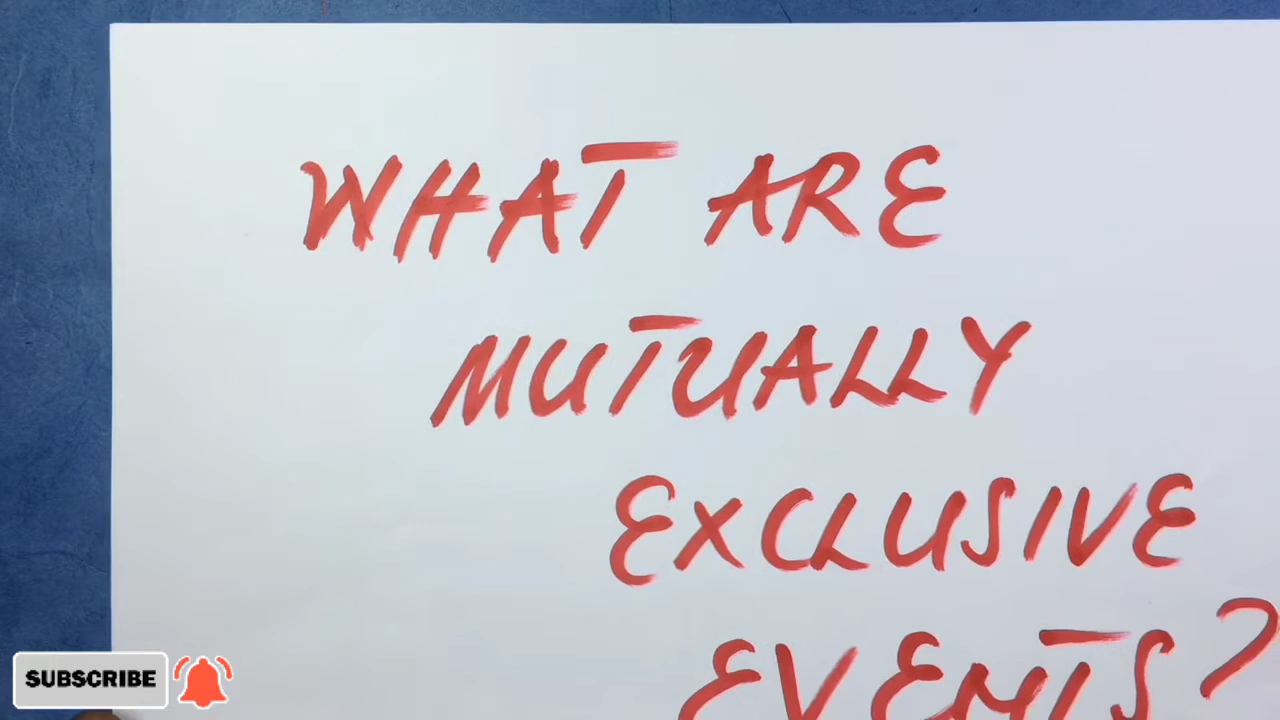 WHAT ARE
MUTUALLY
EXCLUSIVE
EVENTS?
SUBSCRIBE